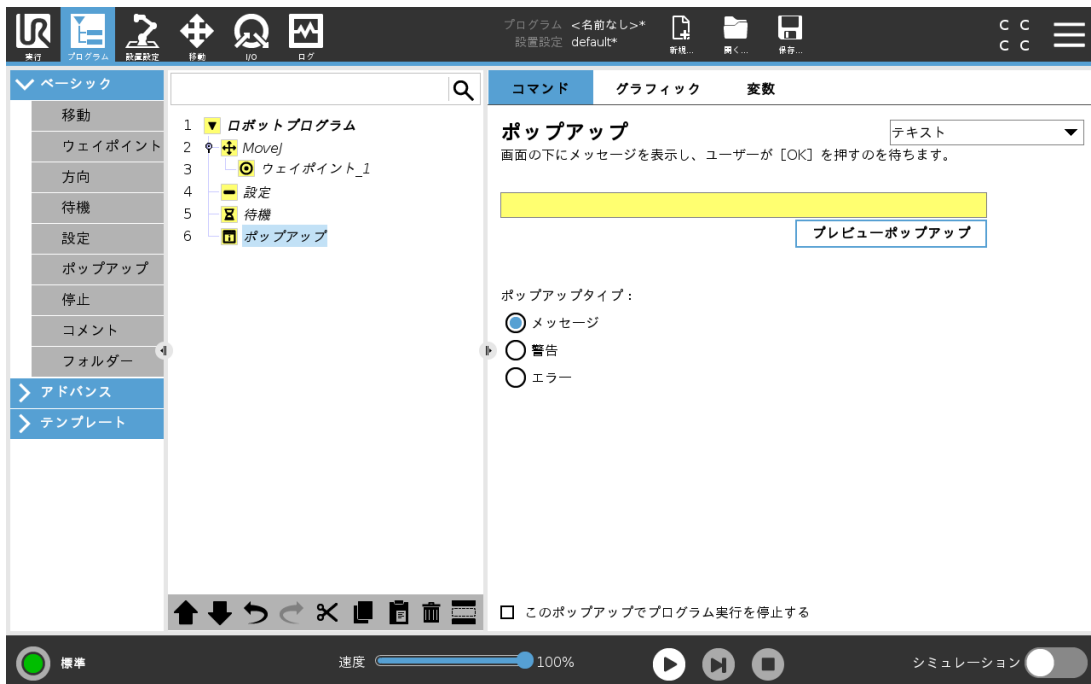 プログラム <名前なし>*
設置設定 default*
実行
プログラム
設置設定
移動
I/O
ログ
新規...
開く...
保存...
C C
C C
ベーシック
移動
ウェイポイント
方向
待機
設定
ポップアップ
停止
コメント
フォルダー
アドバンス
テンプレート
1 ロボットプログラム
2 MoveJ
3 ウェイポイント_1
4 設定
5 待機
6 ポップアップ
コマンド グラフィック 変数
ポップアップ
テキスト
画面の下にメッセージを表示し、ユーザーが［OK］を押すのを待ちます。
プレビューポップアップ
ポップアップタイプ：
メッセージ
警告
エラー
このポップアップでプログラム実行を停止する
標準
速度 100%
シミュレーション